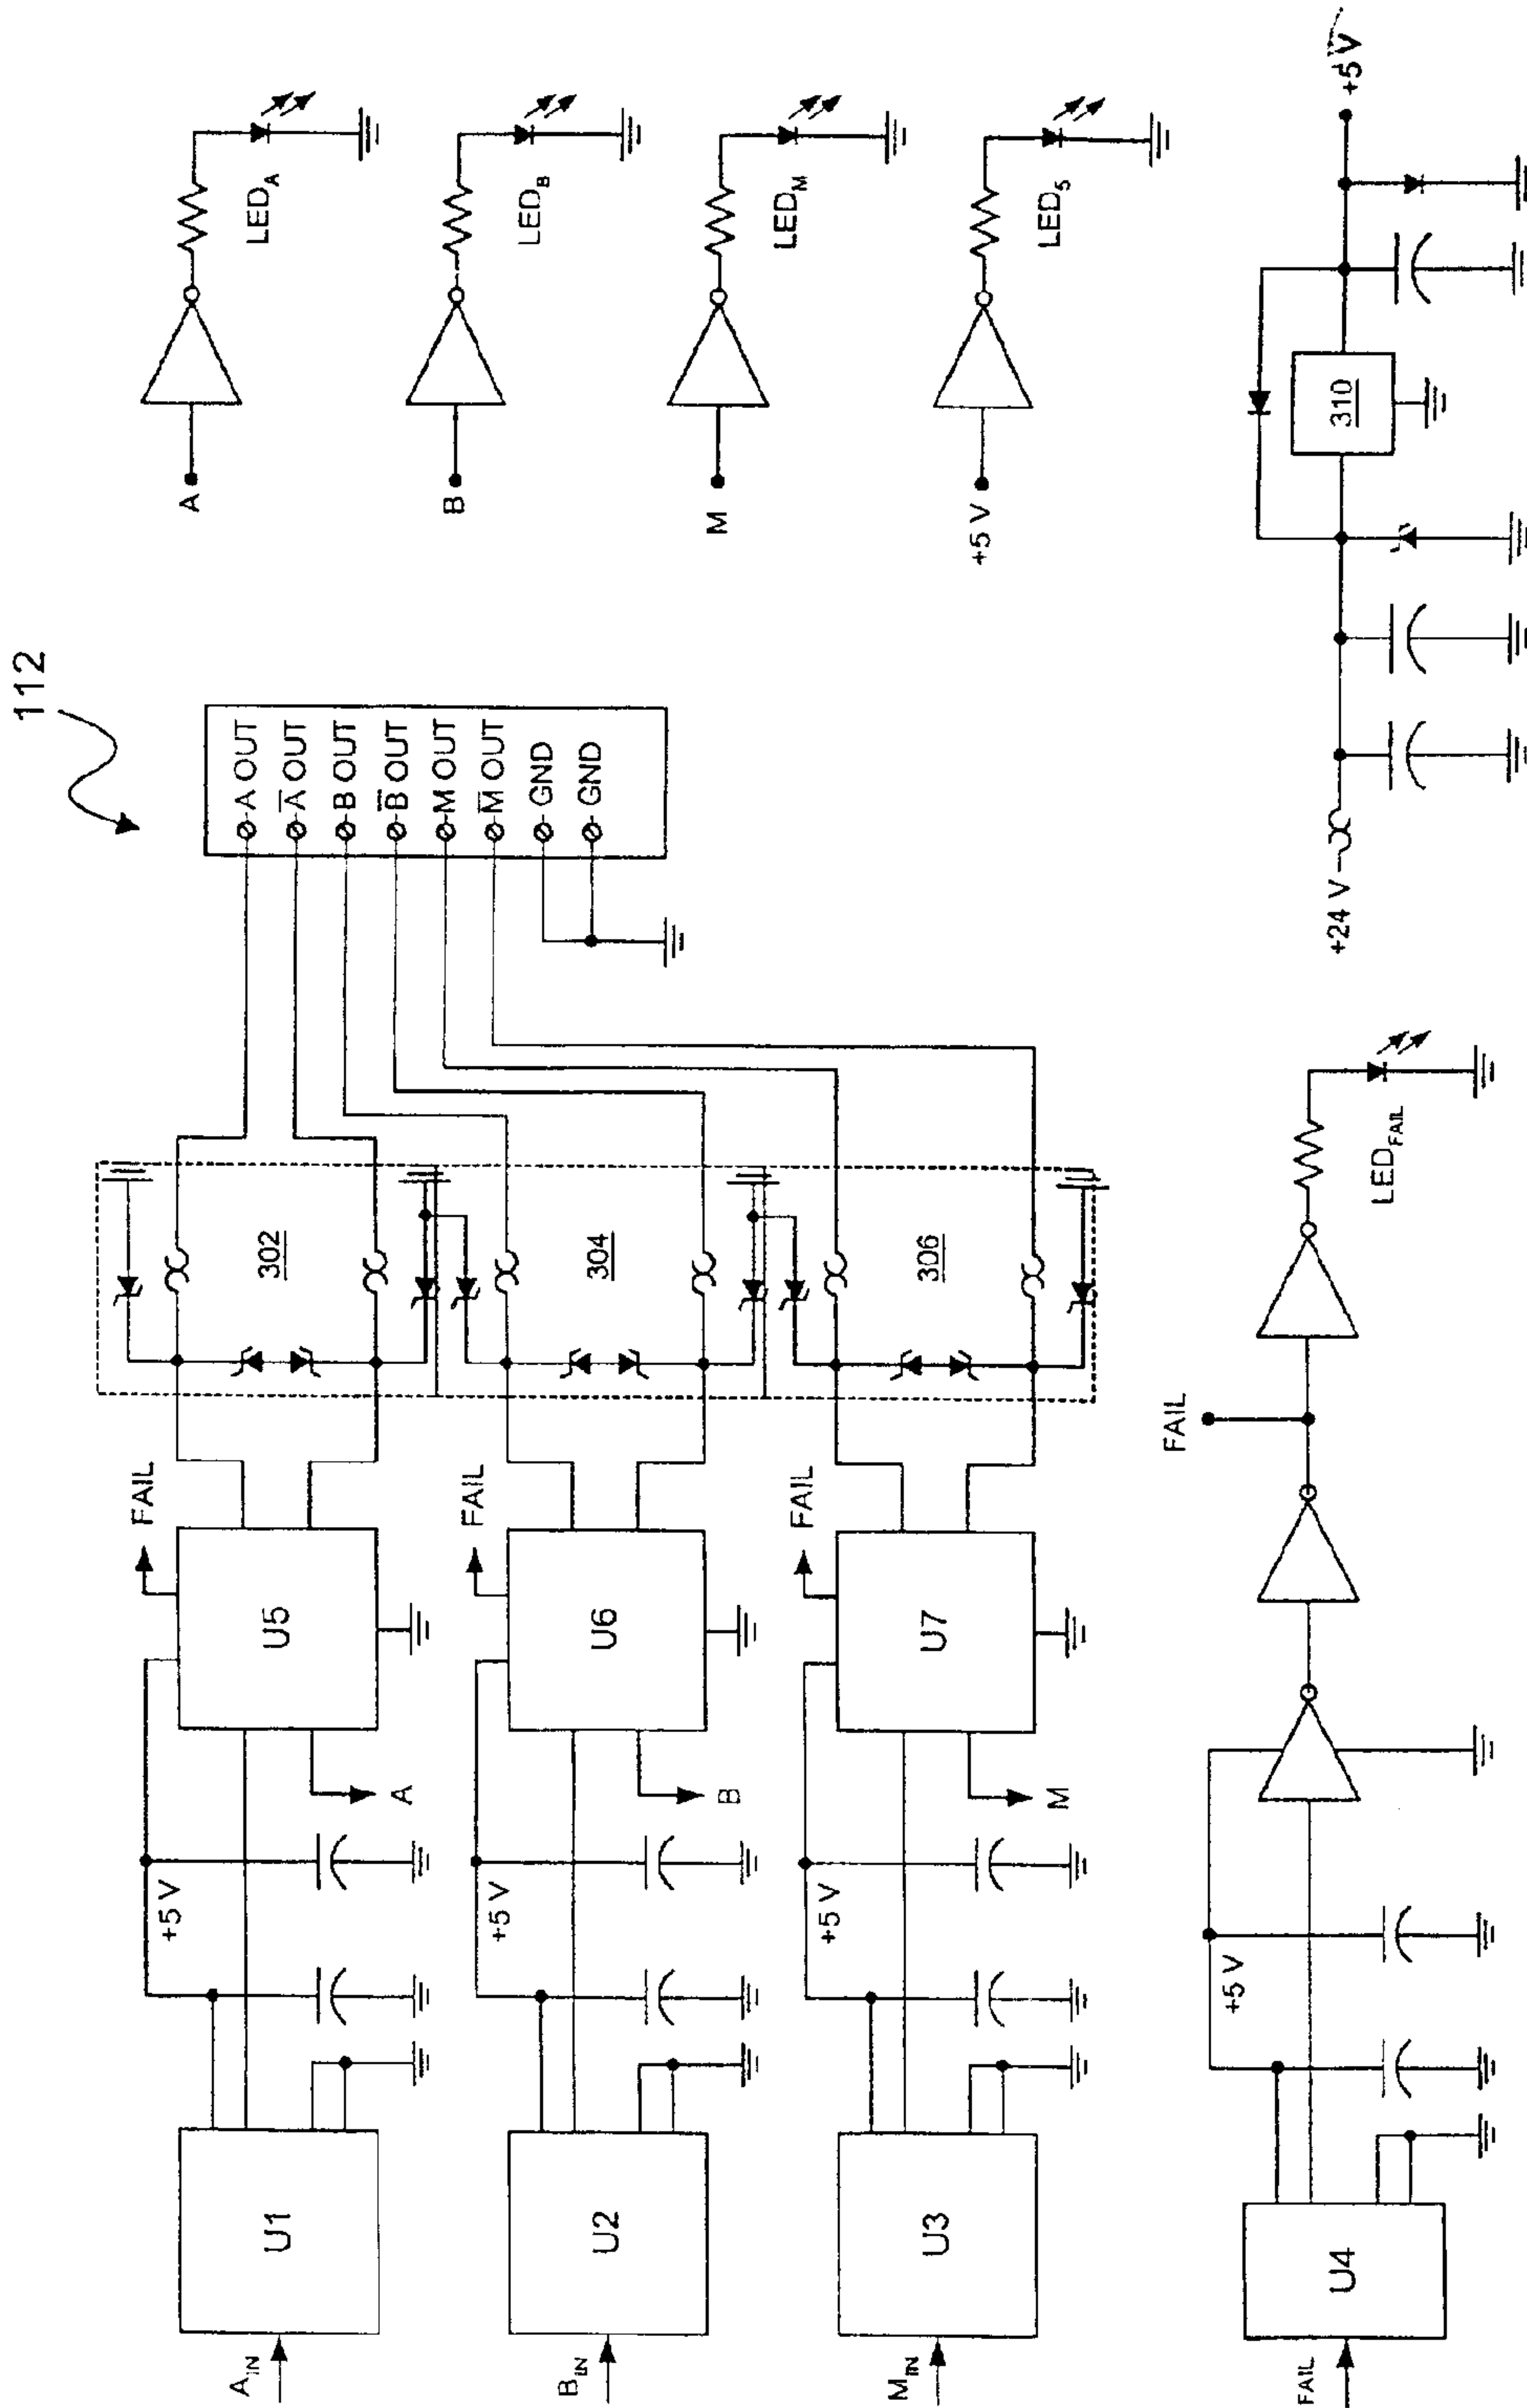 112
A_IN
U1
+5 V
A
U5
FAIL
302
A OUT
A̅ OUT
B OUT
B̅ OUT
M OUT
M̅ OUT
GND
GND
B_IN
U2
+5 V
B
U6
FAIL
304
M_IN
U3
+5 V
M
U7
FAIL
306
A
LED_A
B
LED_B
M
LED_M
+5 V
LED_5
FAIL
U4
+5 V
FAIL
LED_FAIL
+24 V
310
+5 V